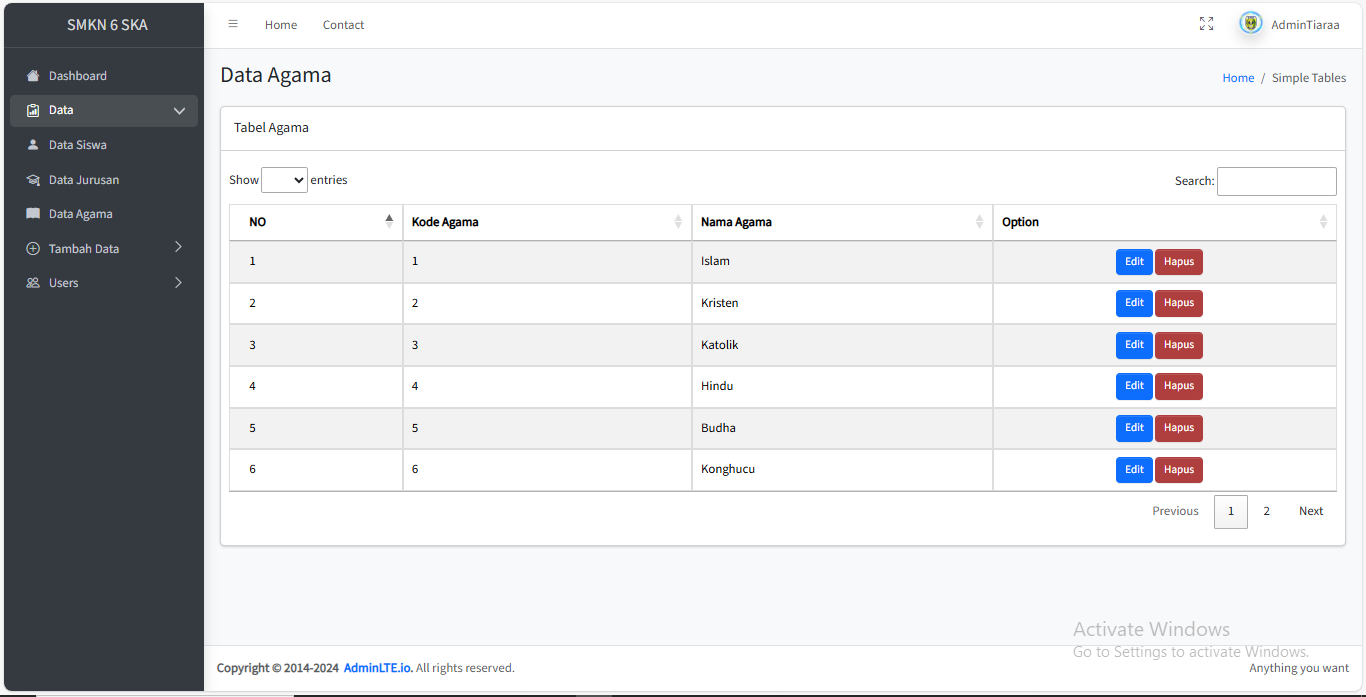 SMKN 6 SKA
Home Contact
AdminTiaraa
Dashboard
Data
Data Siswa
Data Jurusan
Data Agama
Tambah Data
Users
Data Agama
Home / Simple Tables
Tabel Agama
Show entries
Search:
NO Kode Agama Nama Agama Option
1 1 Islam Edit Hapus
2 2 Kristen Edit Hapus
3 3 Katolik Edit Hapus
4 4 Hindu Edit Hapus
5 5 Budha Edit Hapus
6 6 Konghucu Edit Hapus
Previous 1 2 Next
Activate Windows
Go to Settings to activate Windows.
Copyright © 2014-2024 AdminLTE.io. All rights reserved.
Anything you want